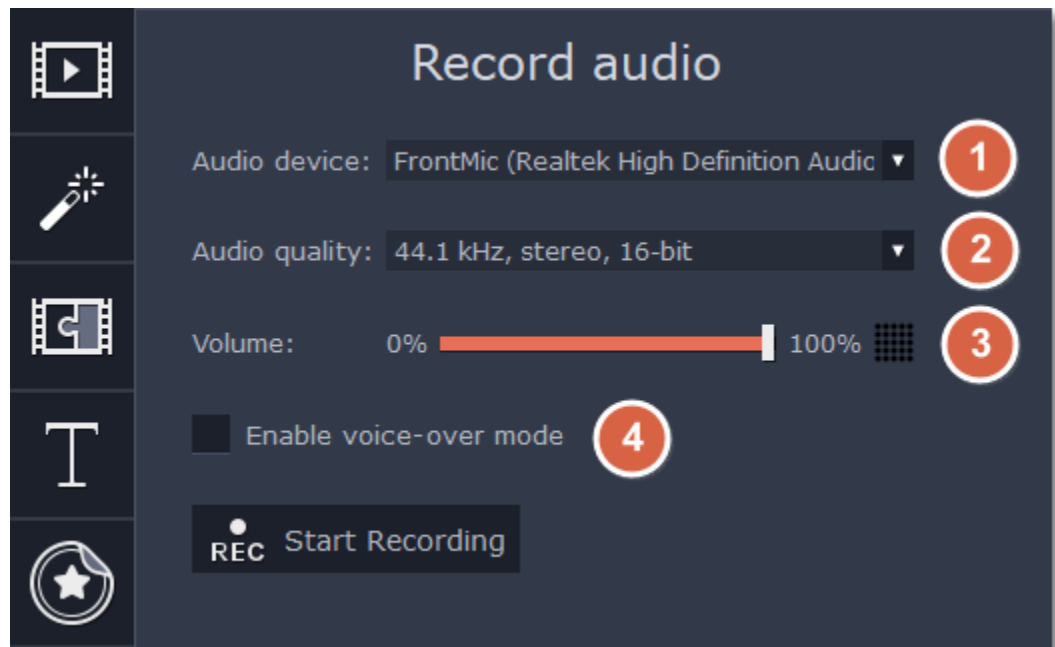 Record audio
Audio device: FrontMic (Realtek High Definition Audic 1
Audio quality: 44.1 kHz, stereo, 16-bit 2
Volume: 0% 100% 3
Enable voice-over mode 4
REC Start Recording
T